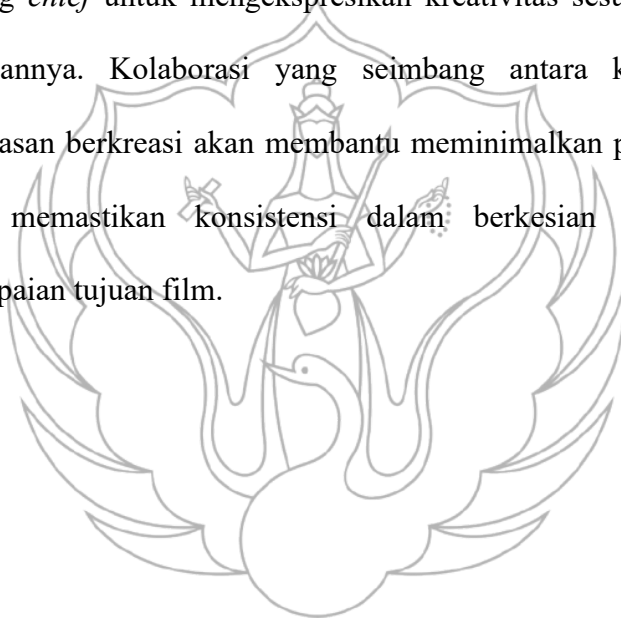 g chief untuk mengekspresikan kreativitas sesu
annya. Kolaborasi yang seimbang antara k
asan berkreasi akan membantu meminimalkan p
memastikan konsistensi dalam berkesian
paian tujuan film.